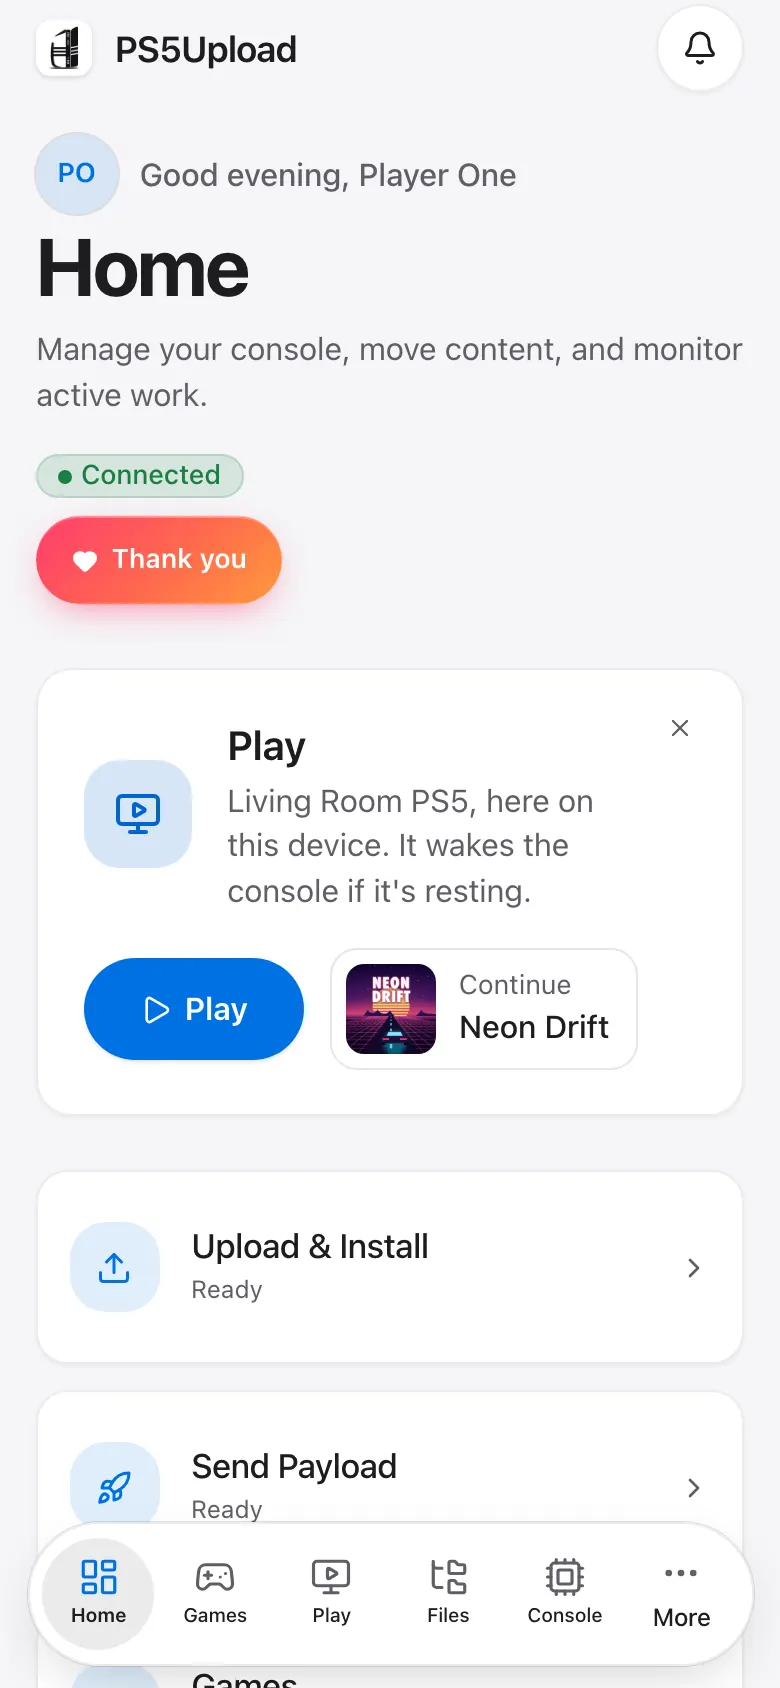 PS5Upload
PO
Good evening, Player One
Home
Manage your console, move content, and monitor
active work.
Connected
Thank you
Play
Living Room PS5, here on
this device. It wakes the
console if it's resting.
Play
NEON
DRIFT
Continue
Neon Drift
Upload & Install
Ready
Send Payload
Ready
Home
Games
Play
Files
Console
More
Games